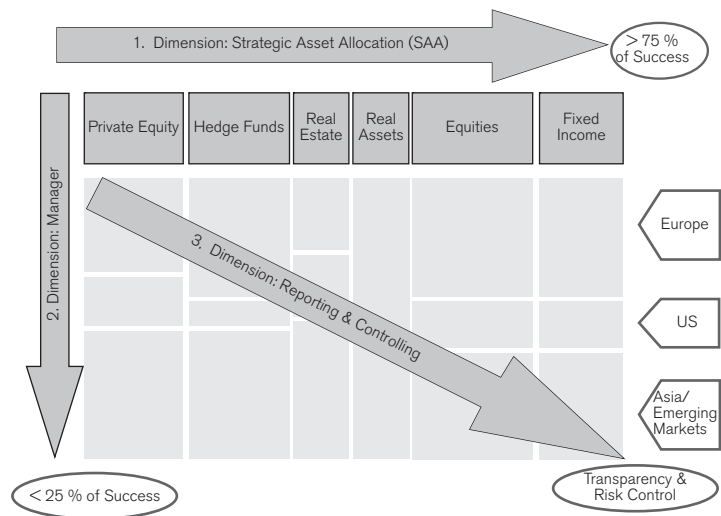 1. Dimension: Strategic Asset Allocation (SAA)
> 75 %
of Success
Private Equity
Hedge Funds
Real
Estate
Real
Assets
Equities
Fixed
Income
2. Dimension: Manager
3. Dimension: Reporting & Controlling
Europe
US
Asia/
Emerging
Markets
< 25 % of Success
Transparency &
Risk Control